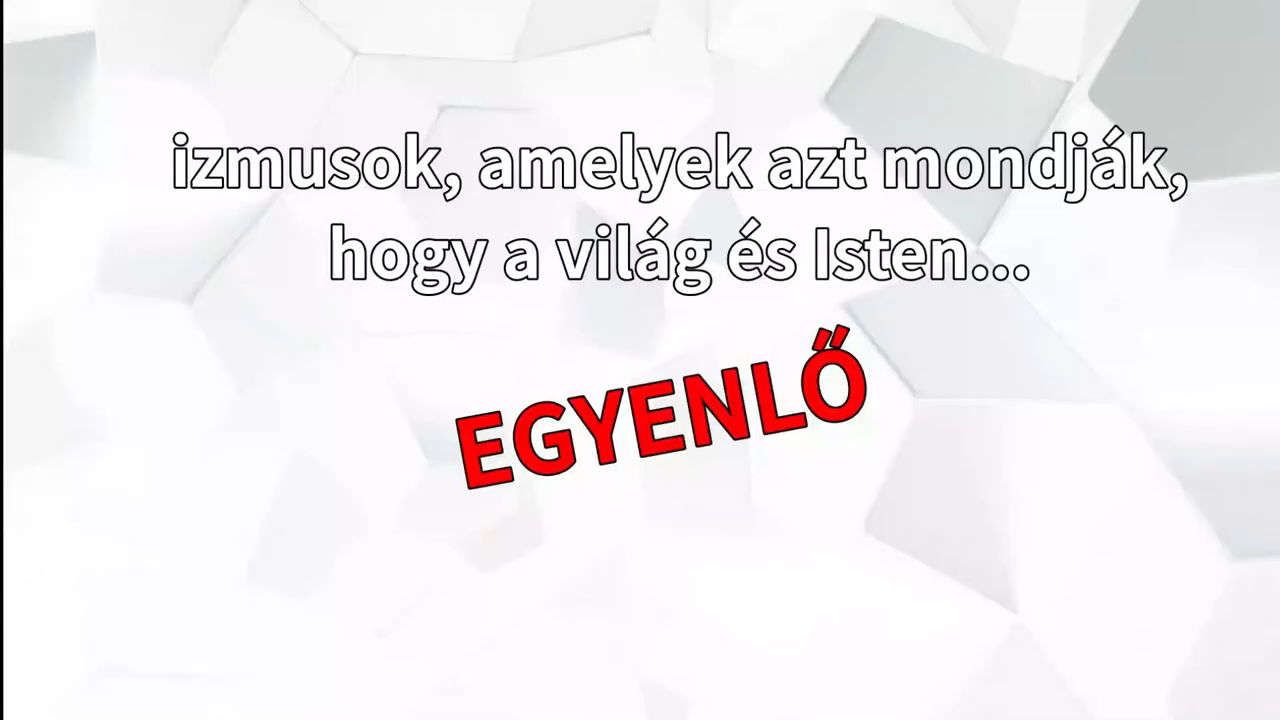 izmusok, amelyek azt mondják,
hogy a világ és Isten...
EGYENLŐ